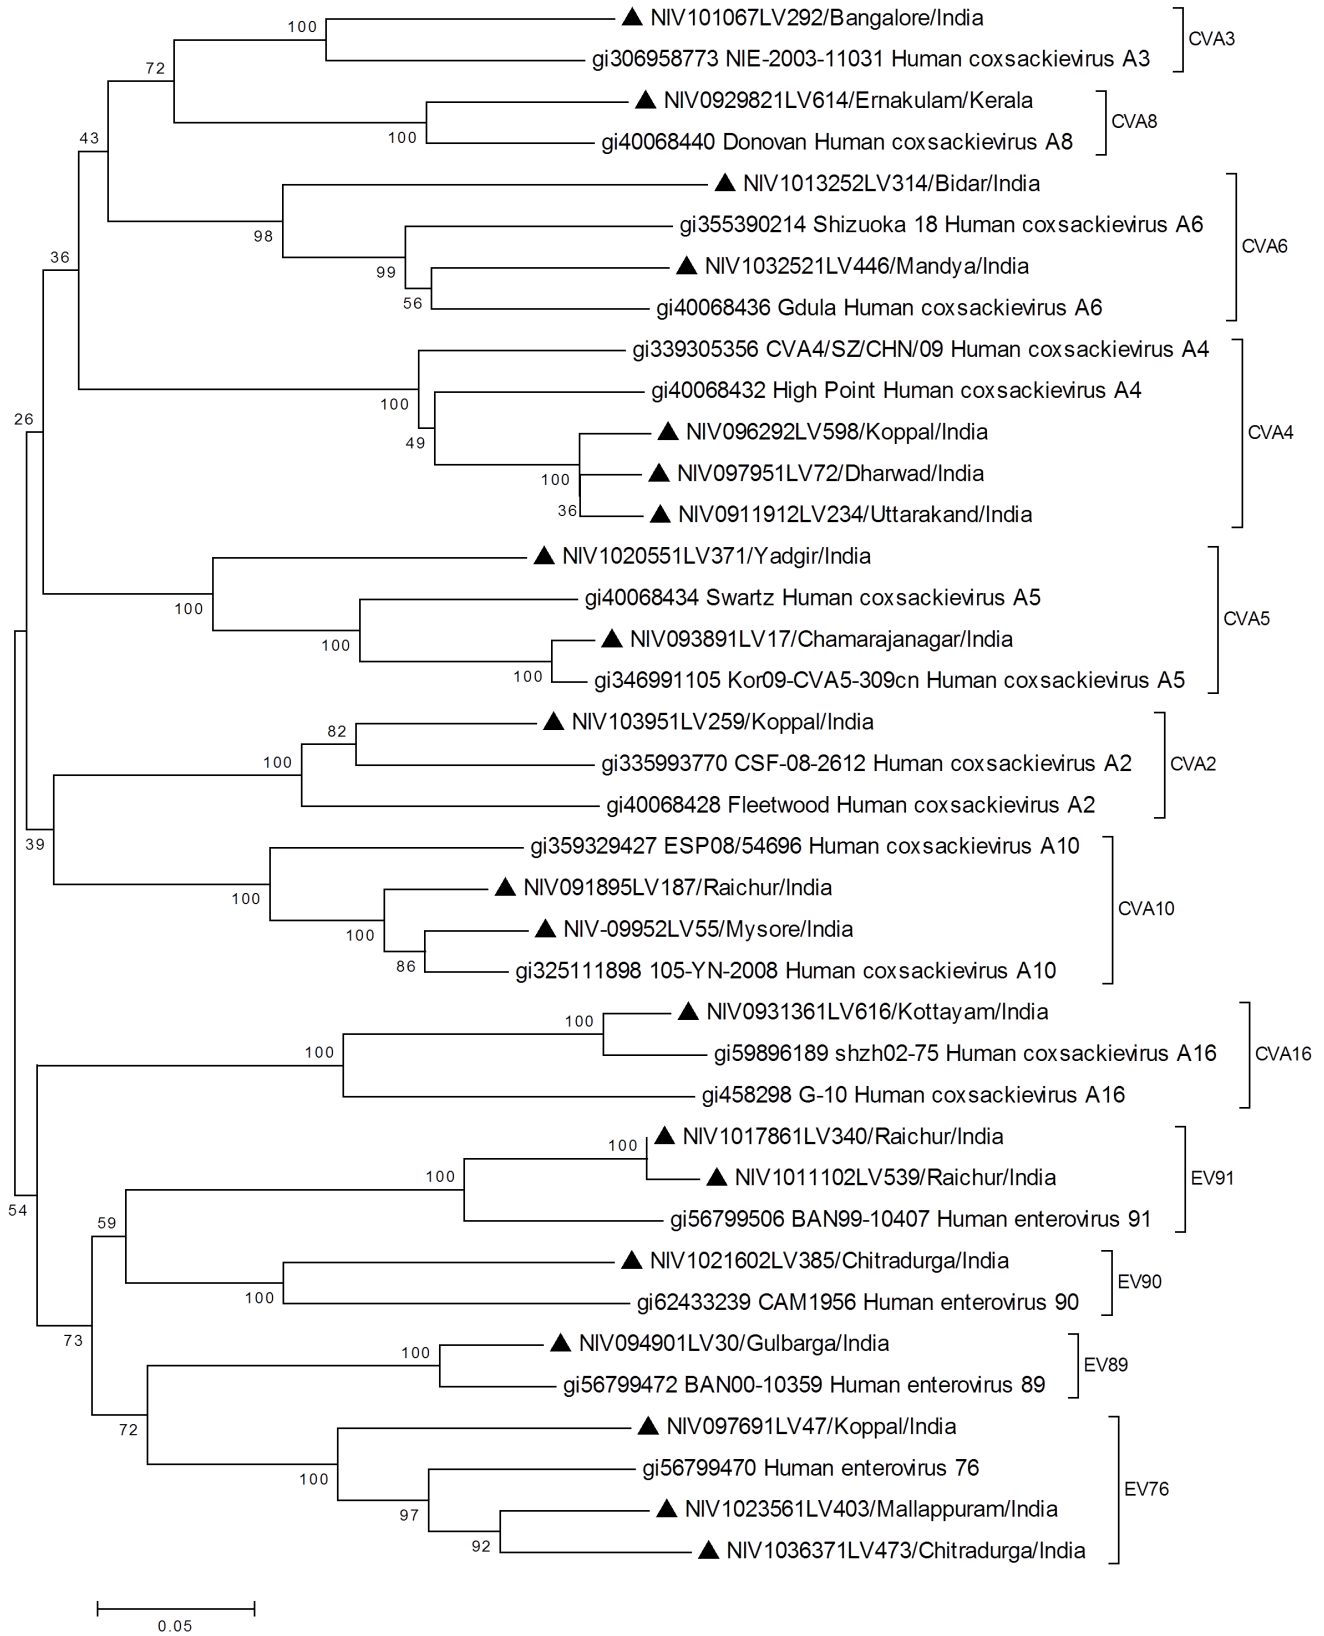 NIV101067LV292/Bangalore/India
100
CVA3
gi306958773 NIE-2003-11031 Human coxsackievirus A3
72
NIV0929821LV614/Ernakulam/Kerala
CVA8
100
gi40068440 Donovan Human coxsackievirus A8
43
NIV1013252LV314/Bidar/India
gi355390214 Shizuoka 18 Human coxsackievirus A6
98
CVA6
36
NIV1032521LV446/Mandya/India
99
56
gi40068436 Gdula Human coxsackievirus A6
gi339305356 CVA4/SZ/CHN/09 Human coxsackievirus A4
gi40068432 High Point Human coxsackievirus A4
100
26
NIV096292LV598/Koppal/India
CVA4
49
NIV097951LV72/Dharwad/India
100
36
NIV0911912LV234/Uttarakand/India
NIV1020551LV371/Yadgir/India
gi40068434 Swartz Human coxsackievirus A5
100
CVA5
NIV093891LV17/Chamarajanagar/India
100
100
gi346991105 Kor09-CVA5-309cn Human coxsackievirus A5
NIV103951LV259/Koppal/India
82
100
gi335993770 CSF-08-2612 Human coxsackievirus A2
CVA2
gi40068428 Fleetwood Human coxsackievirus A2
39
gi359329427 ESP08/54696 Human coxsackievirus A10
NIV091895LV187/Raichur/India
100
CVA10
NIV-09952LV55/Mysore/India
100
86
gi325111898 105-YN-2008 Human coxsackievirus A10
NIV0931361LV616/Kottayam/India
100
100
gi59896189 shzh02-75 Human coxsackievirus A16
CVA16
gi458298 G-10 Human coxsackievirus A16
NIV1017861LV340/Raichur/India
100
100
NIV1011102LV539/Raichur/India
EV91
54
59
gi56799506 BAN99-10407 Human enterovirus 91
NIV1021602LV385/Chitradurga/India
EV90
100
gi62433239 CAM1956 Human enterovirus 90
73
NIV094901LV30/Gulbarga/India
100
EV89
gi56799472 BAN00-10359 Human enterovirus 89
72
NIV097691LV47/Koppal/India
gi56799470 Human enterovirus 76
100
EV76
NIV1023561LV403/Mallappuram/India
97
92
NIV1036371LV473/Chitradurga/India
0.05